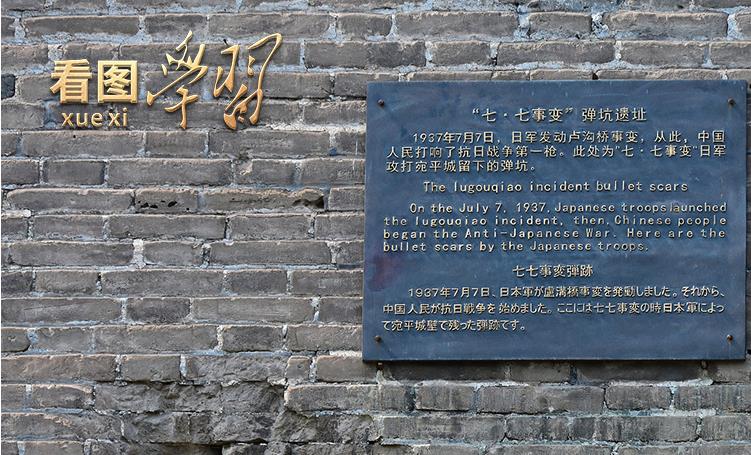 看图学习
xue xi
“七·七事变” 弹坑遗址
1937年7月7日，日军发动卢沟桥事变，从此，中国
人民打响了抗日战争第一枪。此处为“七·七事变”日军
攻打宛平城留下的弹坑。
The lugouqiao incident bullet scars
On the July 7, 1937, Japanese troops launched
the lugouqiao incident, then, Chinese people
began the Anti-Japanese War. Here are the
bullet scars by the Japanese troops.
七七事変弾跡
1937年7月7日、日本軍が盧溝橋事変を発動しました。それから、
中国人民が抗日戦争を始めました。ここには七七事変の時日本軍によっ
て宛平城壁で残った弾跡です。